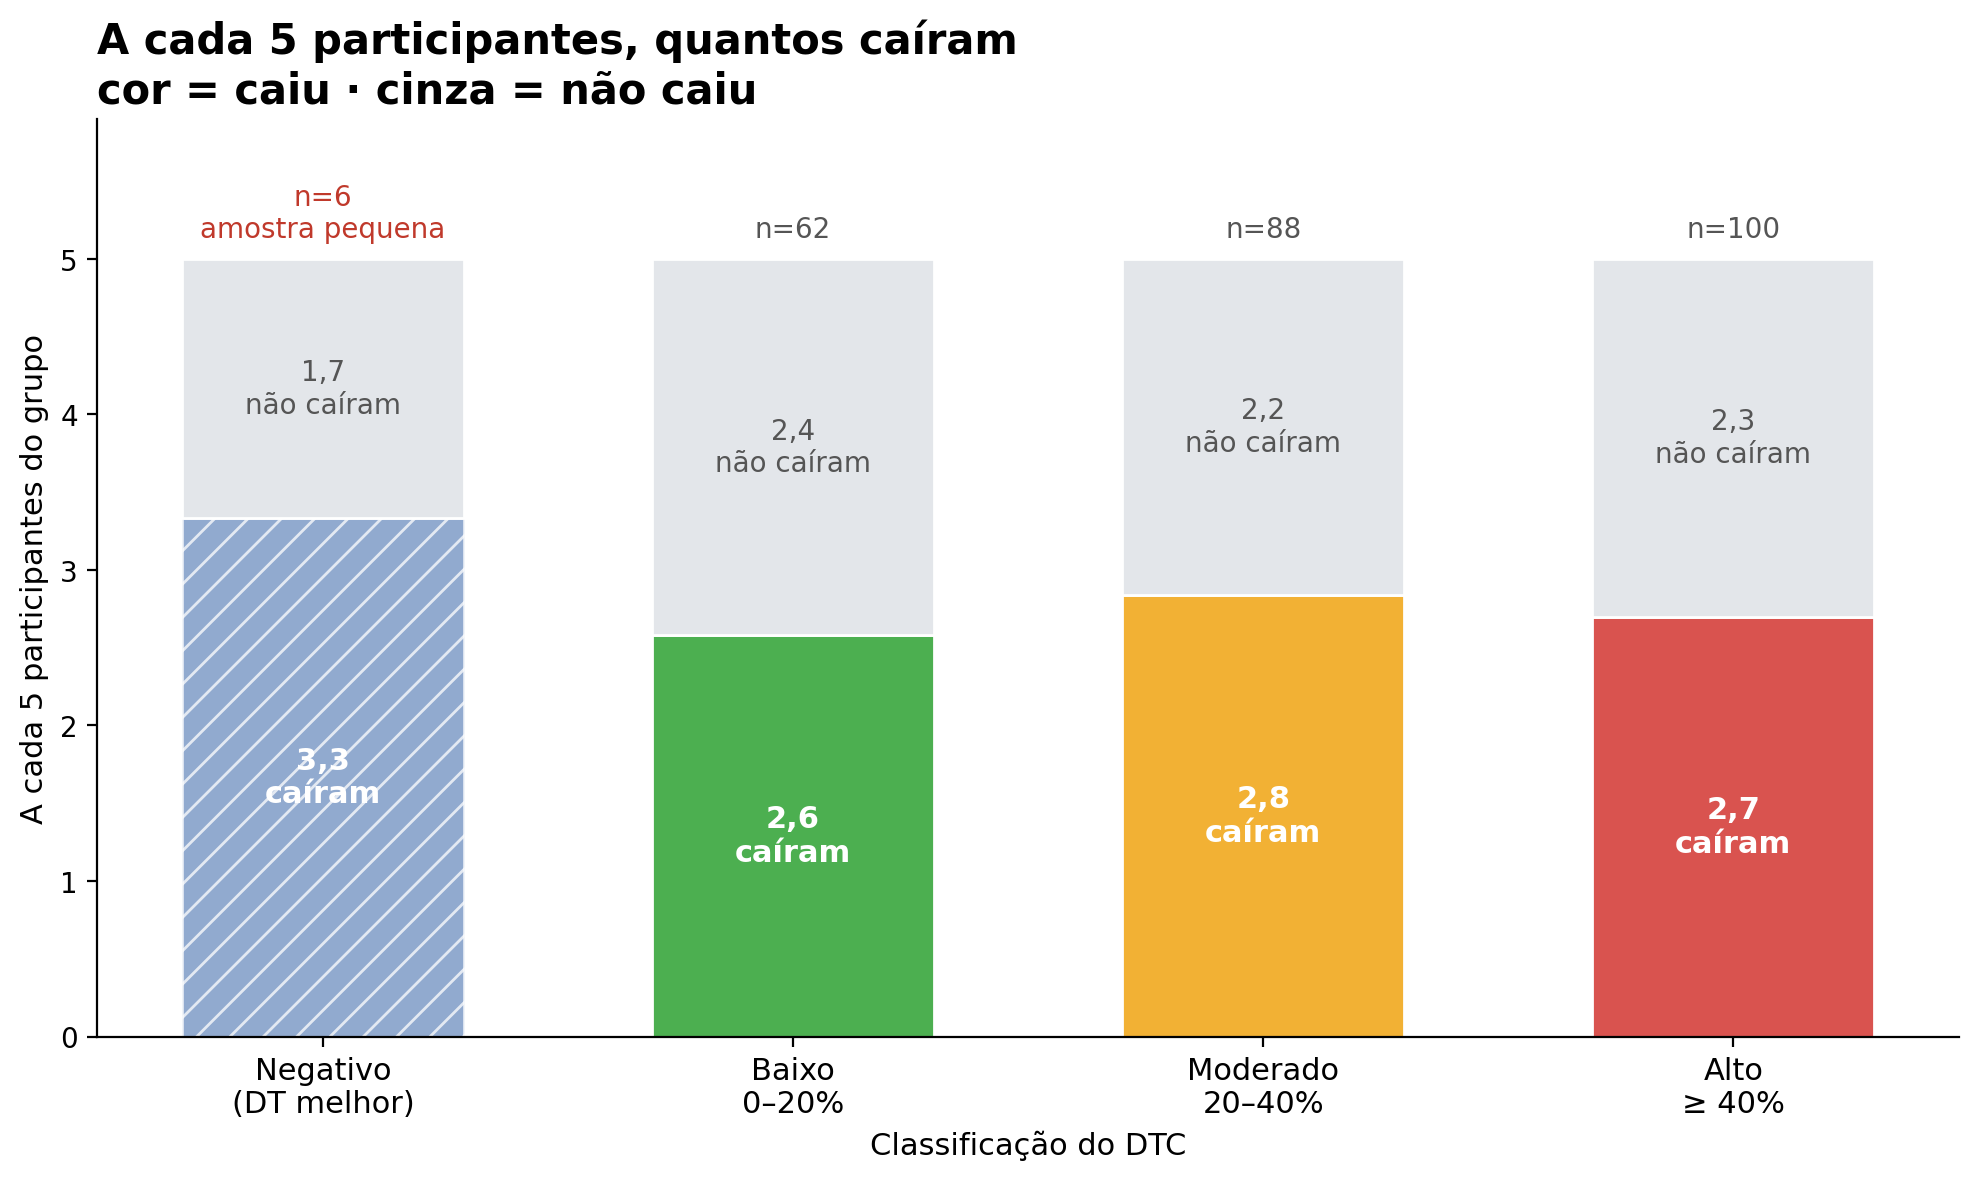 A cada 5 participantes, quantos caíram
cor = caiu · cinza = não caiu
n=6
amostra pequena
n=62
n=88
n=100
A cada 5 participantes do grupo
5
4
3
2
1
0
1,7
não caíram
3,3
caíram
2,4
não caíram
2,6
caíram
2,2
não caíram
2,8
caíram
2,3
não caíram
2,7
caíram
Negativo
(DT melhor)
Baixo
0–20%
Moderado
20–40%
Alto
≥ 40%
Classificação do DTC